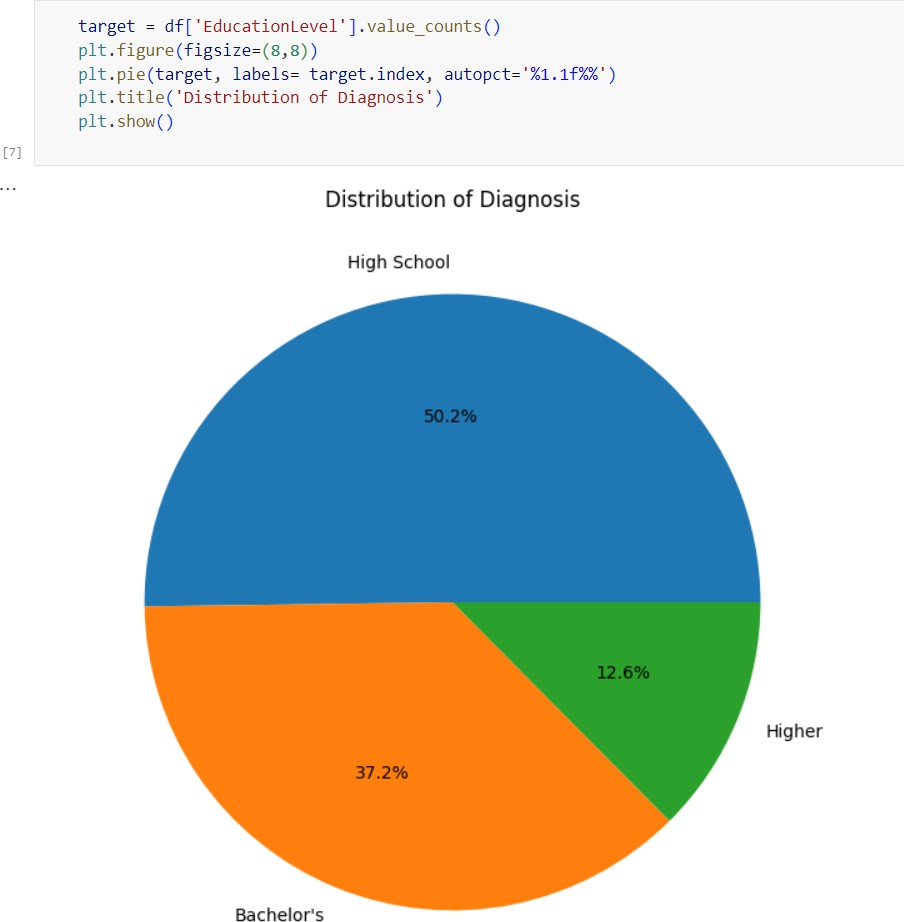 target = df['EducationLevel'].value_counts()
plt.figure(figsize=(8,8))
plt.pie(target, labels= target.index, autopct='%1.1f%%')
plt.title('Distribution of Diagnosis')
plt.show()
[7]
...
Distribution of Diagnosis
High School
50.2%
12.6%
Higher
37.2%
Bachelor's